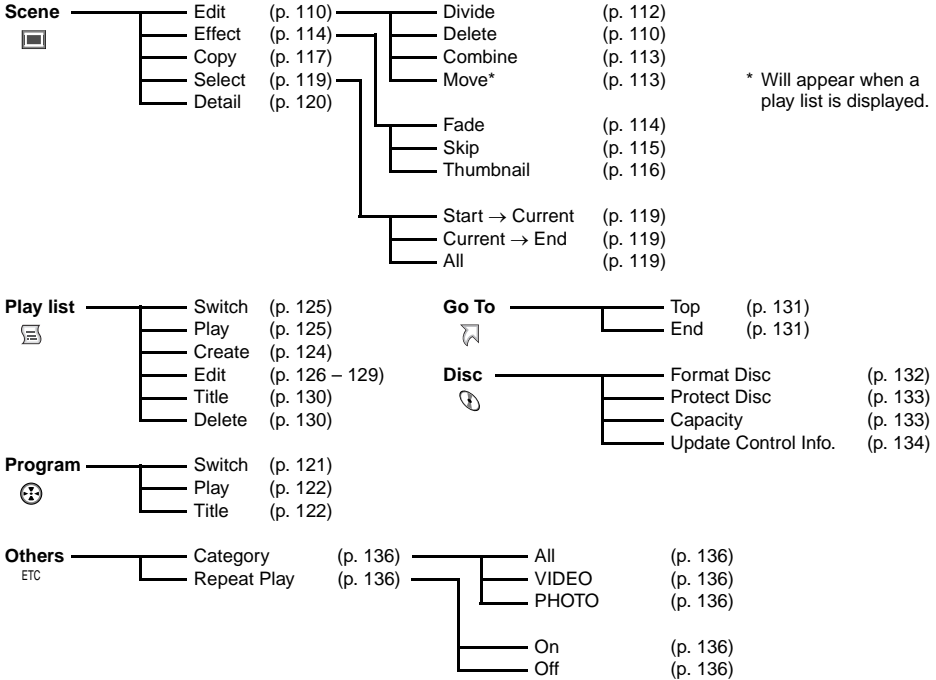 Scene Edit (p. 110) Divide (p. 112)
Effect (p. 114) Delete (p. 110)
Copy (p. 117) Combine (p. 113)
Select (p. 119) Move* (p. 113) * Will appear when a
Detail (p. 120) play list is displayed.
Fade (p. 114)
Skip (p. 115)
Thumbnail (p. 116)
Start → Current (p. 119)
Current → End (p. 119)
All (p. 119)
Play list Switch (p. 125) Go To Top (p. 131)
Play (p. 125) End (p. 131)
Create (p. 124)
Edit (p. 126 – 129) Disc Format Disc (p. 132)
Title (p. 130) Protect Disc (p. 133)
Delete (p. 130) Capacity (p. 133)
Update Control Info. (p. 134)
Program Switch (p. 121)
Play (p. 122)
Title (p. 122)
Others Category (p. 136) All (p. 136)
ETC Repeat Play (p. 136) VIDEO (p. 136)
PHOTO (p. 136)
On (p. 136)
Off (p. 136)